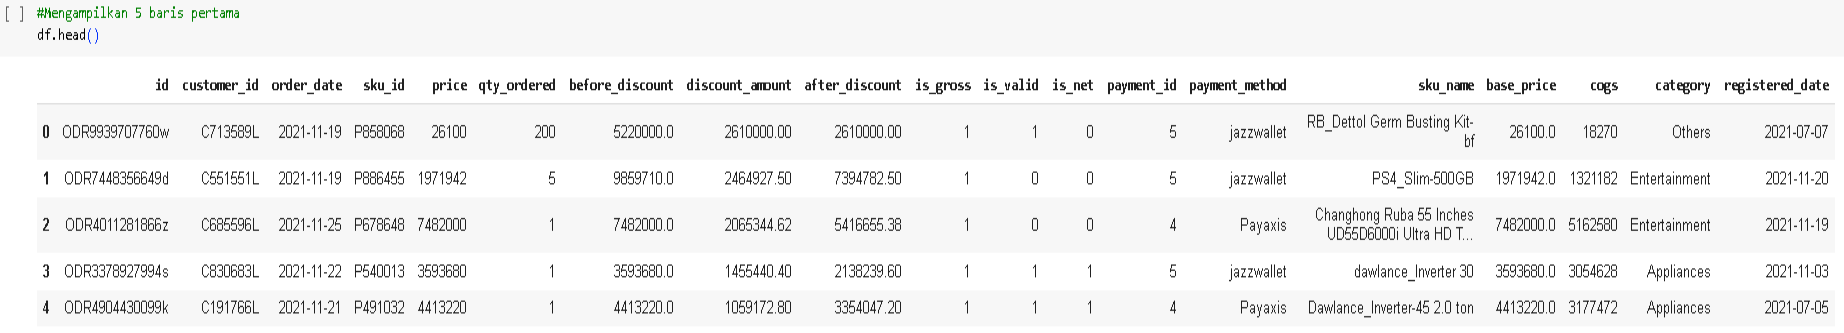 [ ] #Mengampilkan 5 baris pertama
df.head()
id customer_id order_date sku_id price qty_ordered before_discount discount_amount after_discount is_gross is_valid is_net payment_id payment_method sku_name base_price cogs category registered_date
0 ODR9939707760w C713589L 2021-11-19 P858068 26100 200 5220000.0 2610000.00 2610000.00 1 1 0 5 jazzwallet RB_Dettol Germ Busting Kit-
bf 26100.0 18270 Others 2021-07-07
1 ODR7448356649d C551551L 2021-11-19 P886455 1971942 5 9859710.0 2464927.50 7394782.50 1 0 0 5 jazzwallet PS4_Slim-500GB 1971942.0 1321182 Entertainment 2021-11-20
2 ODR4011281866z C685596L 2021-11-25 P678648 7482000 1 7482000.0 2065344.62 5416655.38 1 0 0 4 Payaxis Changhong Ruba 55 Inches
UD55D6000i Ultra HD T... 7482000.0 5162580 Entertainment 2021-11-19
3 ODR3378927994s C830683L 2021-11-22 P540013 3593680 1 3593680.0 1455440.40 2138239.60 1 1 1 5 jazzwallet dawlance_Inverter 30 3593680.0 3054628 Appliances 2021-11-03
4 ODR4904430099k C191766L 2021-11-21 P491032 4413220 1 4413220.0 1059172.80 3354047.20 1 1 1 4 Payaxis Dawlance_Inverter-45 2.0 ton 4413220.0 3177472 Appliances 2021-07-05